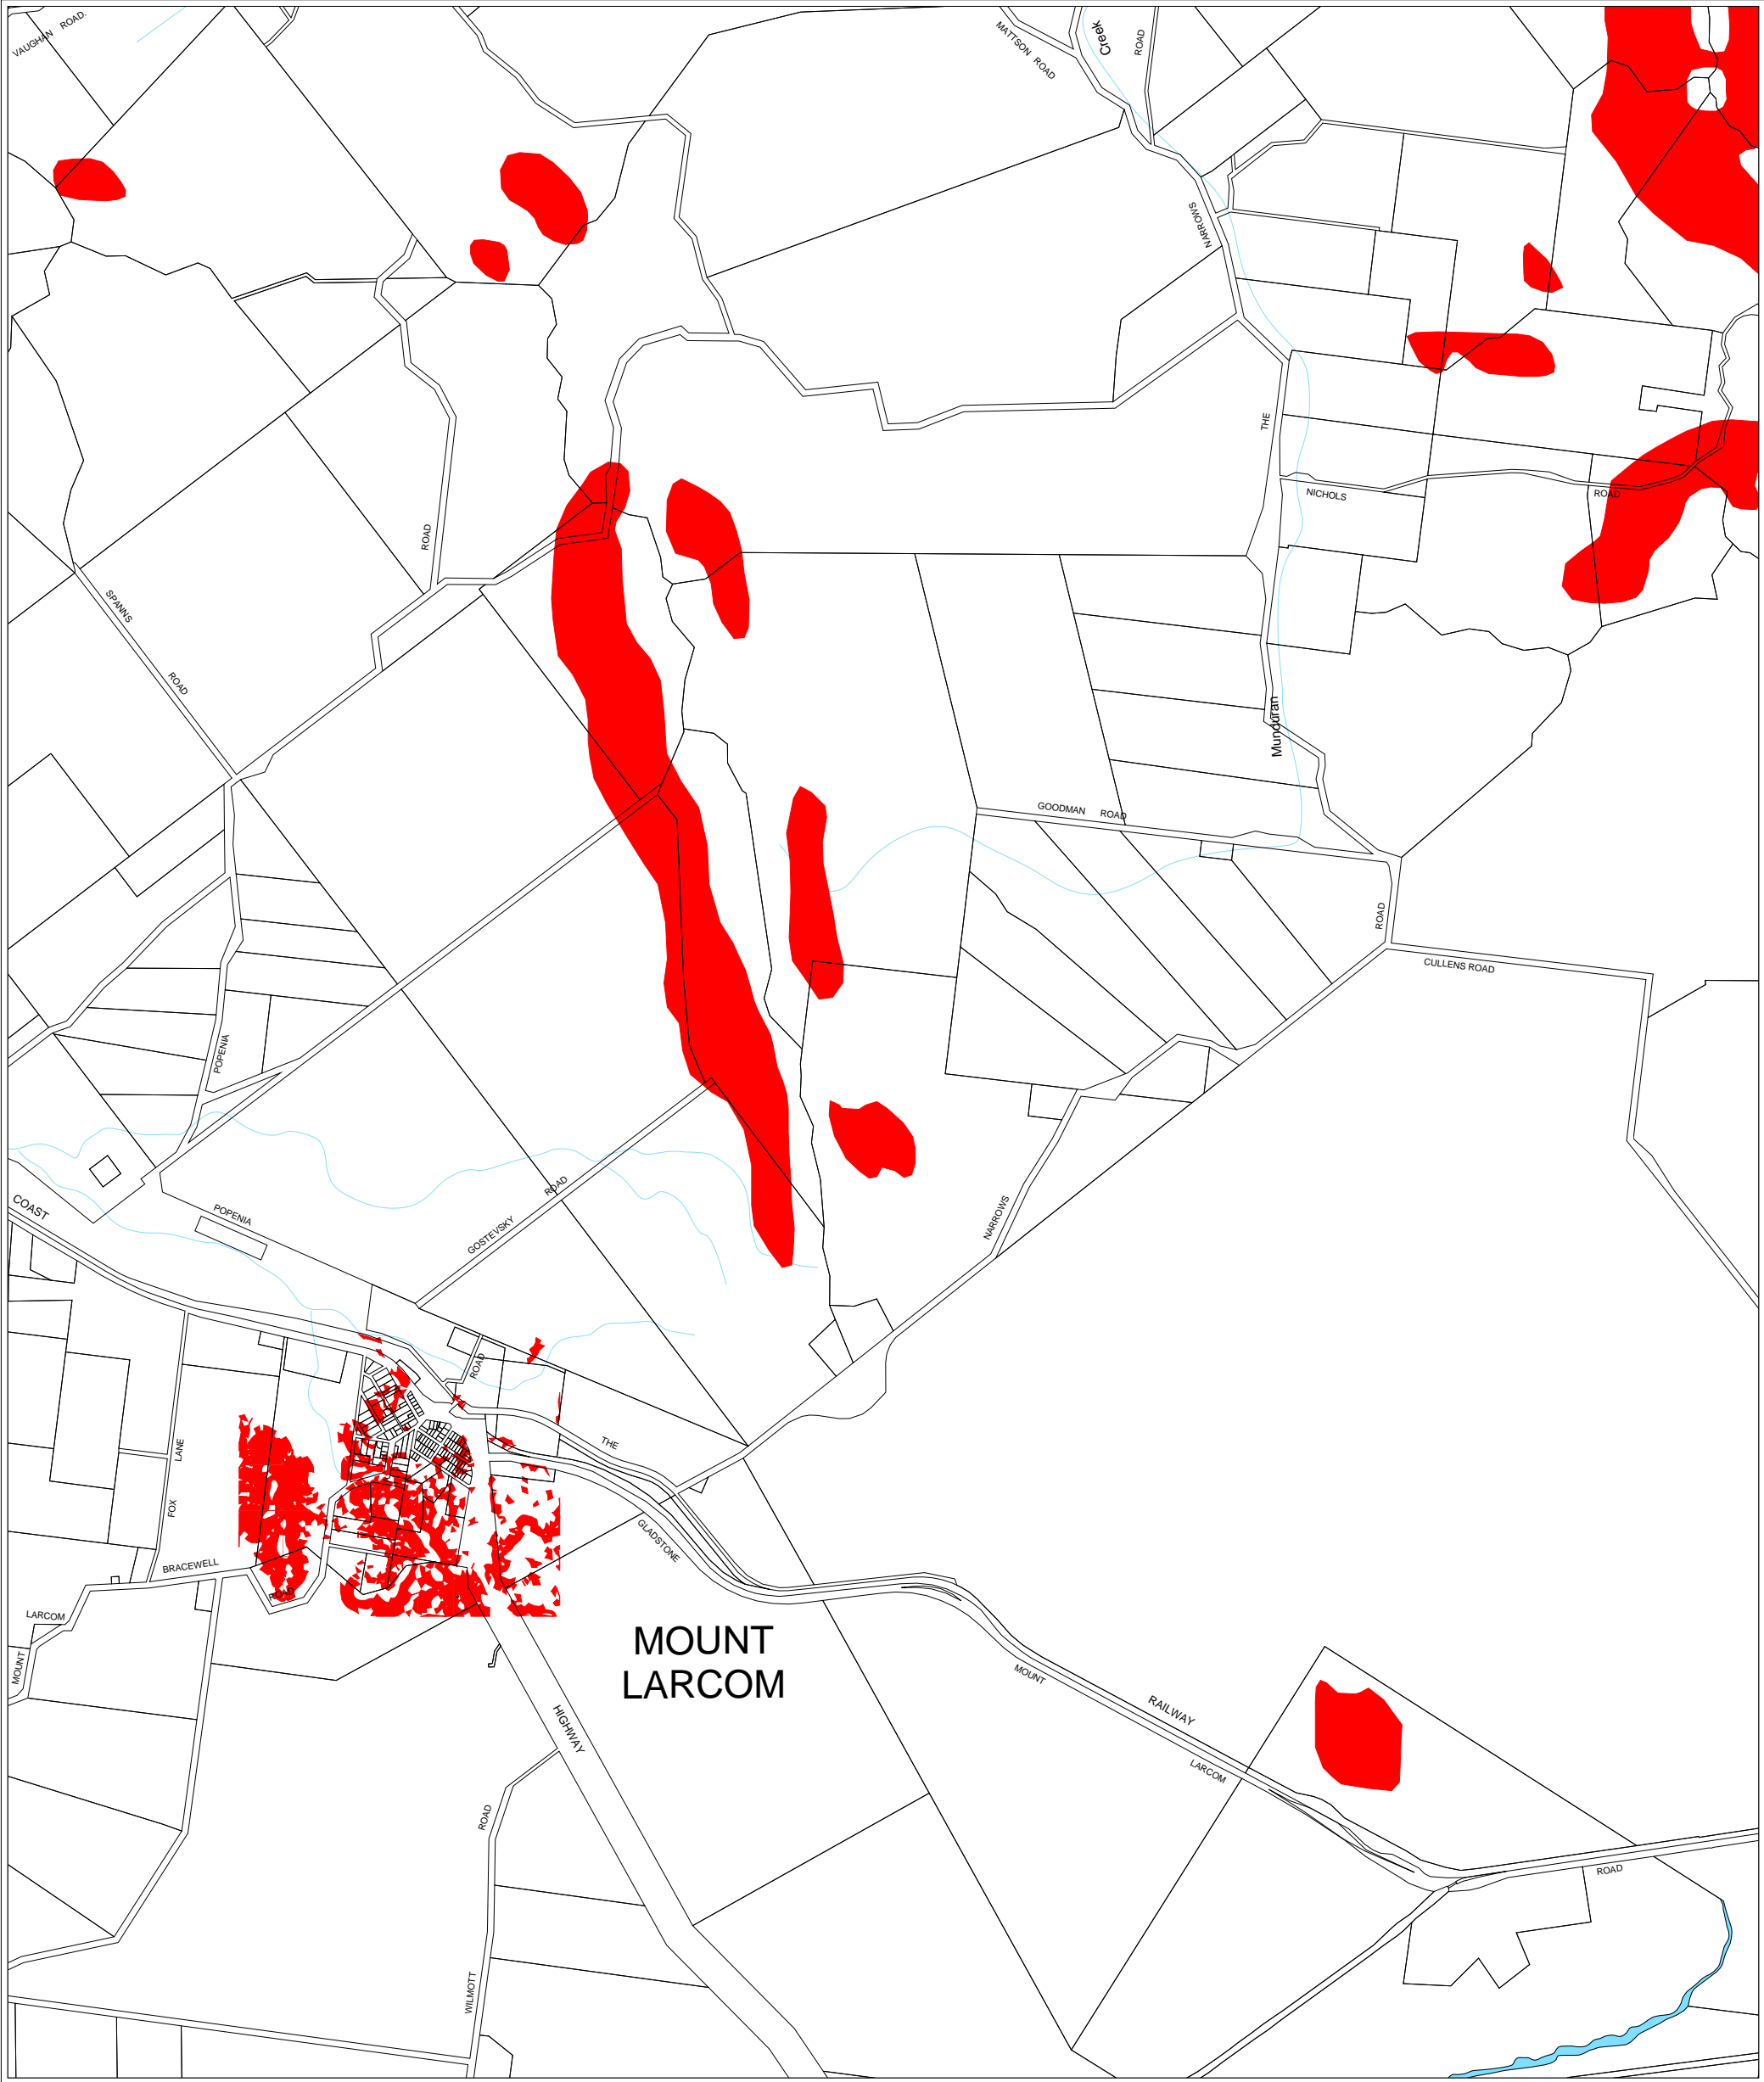 VAUGHAN ROAD.
MATTSON ROAD
Creek
ROAD
NARROWS
THE
NICHOLS
ROAD
ROAD
SPANNS
ROAD
Munduran
GOODMAN ROAD
ROAD
CULLENS ROAD
POPENIA
COAST
POPENIA
GOSTEVSKY
ROAD
NARROWS
ROAD
THE
LANE
FOX
GLADSTONE
BRACEWELL
ROAD
LARCOM
MOUNT
MOUNT
LARCOM
MOUNT
RAILWAY
LARCOM
HIGHWAY
ROAD
ROAD
WILMOTT